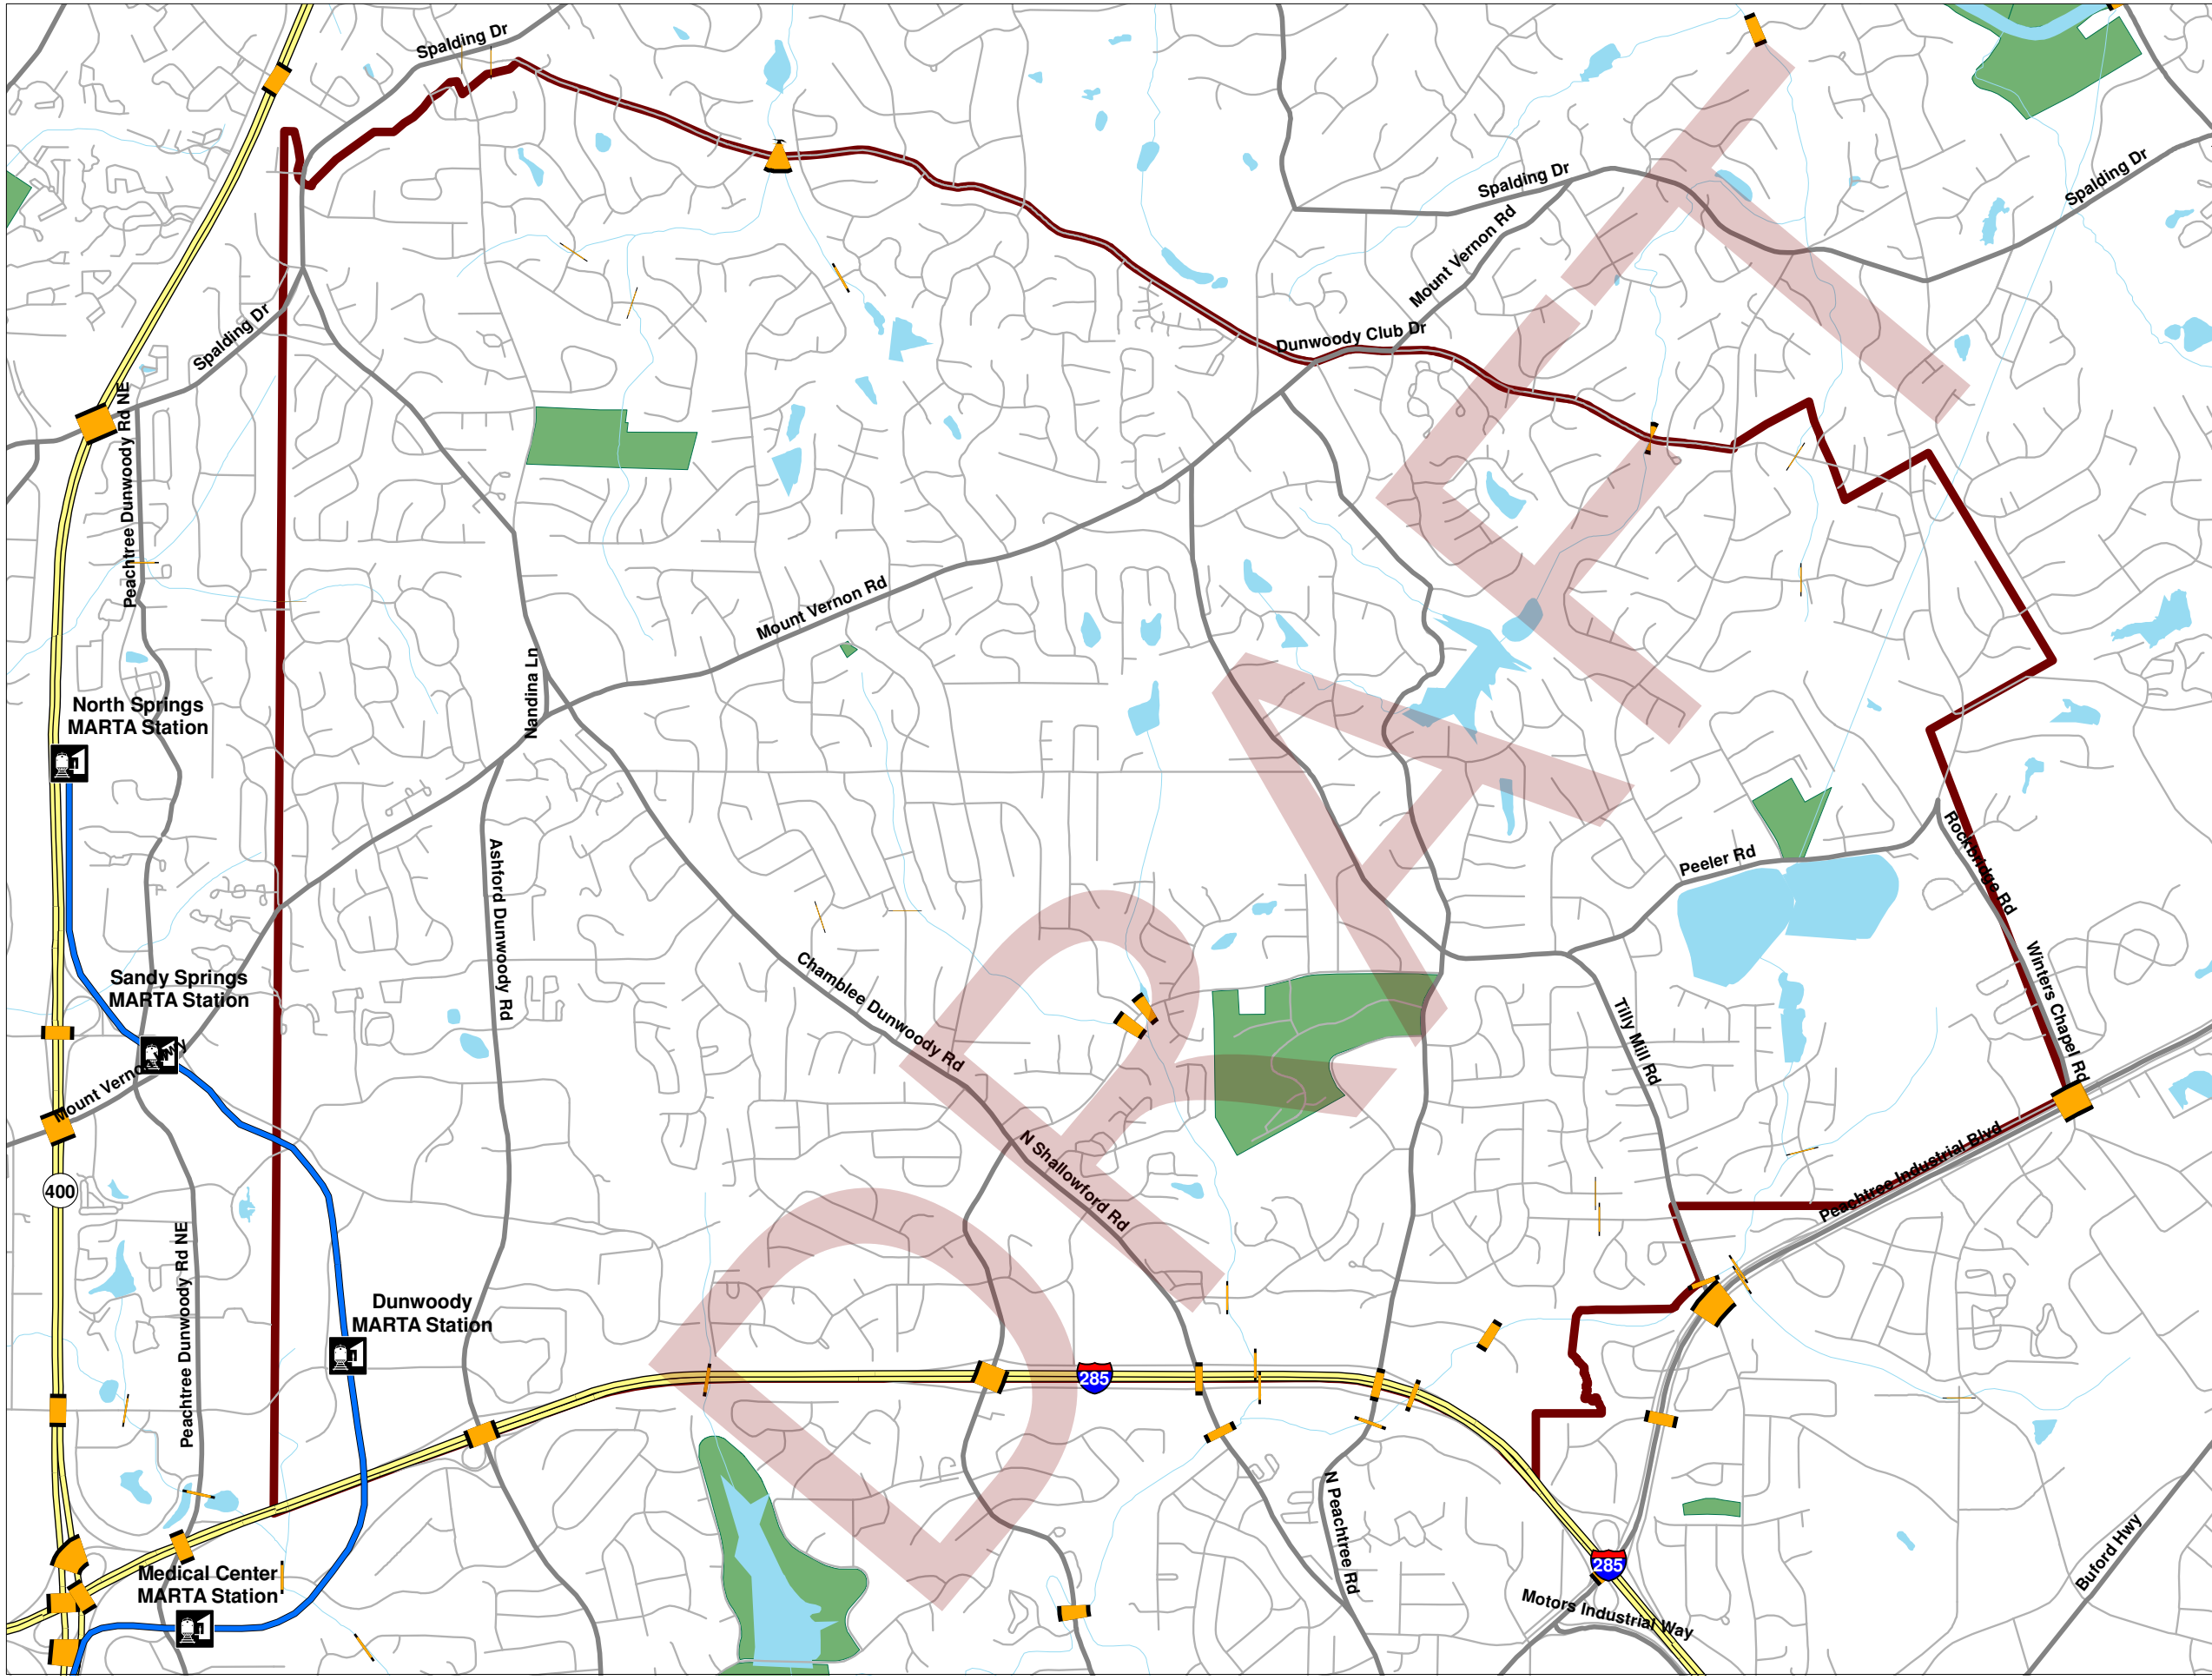 Spalding Dr
Spalding Dr
Spalding Dr
Spalding Dr
Mount Vernon Rd
Dunwoody Club Dr
Peachtree Dunwoody Rd NE
Mount Vernon Rd
Nandina Ln
North Springs
MARTA Station
Ashford Dunwoody Rd
Peeler Rd
Rockbridge Rd
Chamblee Dunwoody Rd
Winters Chapel Rd
Sandy Springs
MARTA Station
Tilly Mill Rd
Mount Vernon Hwy
N Shallowford Rd
Peachtree Industrial Blvd
400
Peachtree Dunwoody Rd NE
Dunwoody
MARTA Station
285
N Peachtree Rd
285
Buford Hwy
Medical Center
MARTA Station
Motors Industrial Way
DRAFT